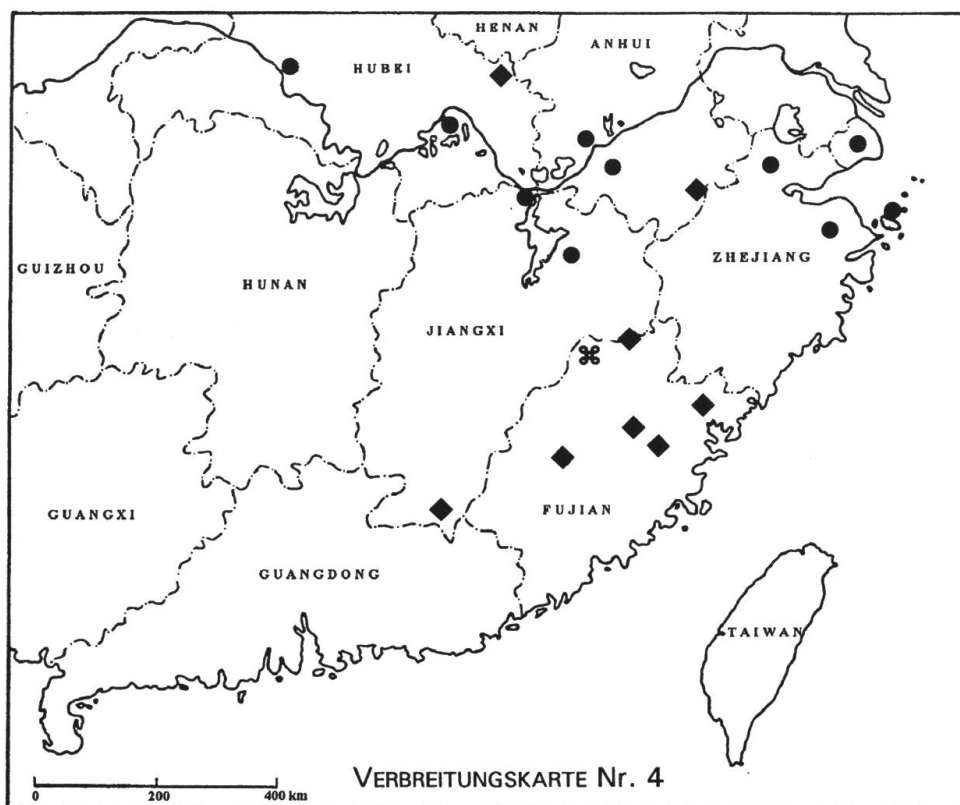 HENAN
ANHUI
HUBEI
GUIZHOU
HUNAN
ZHEJIANG
JIANGXI
GUANGXI
FUJIAN
GUANGDONG
TAIWAN
VERBREITUNGSKARTE NR. 4
0 200 400 km